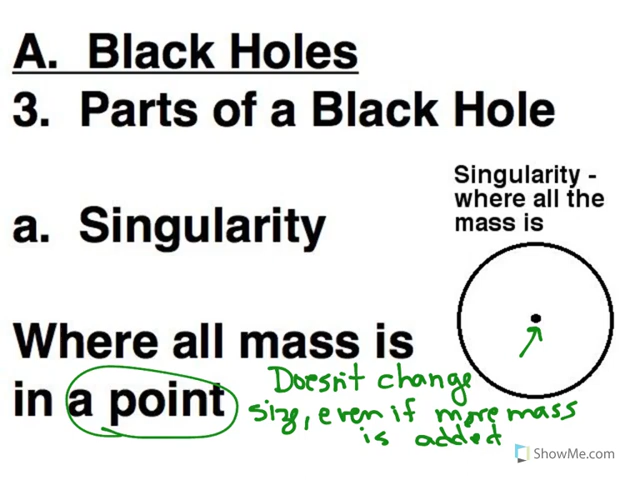 A. Black Holes
3. Parts of a Black Hole
Singularity -
where all the
mass is
a. Singularity
Where all mass is
in a point
Doesn't change
size, even if more mass
is added
ShowMe.com